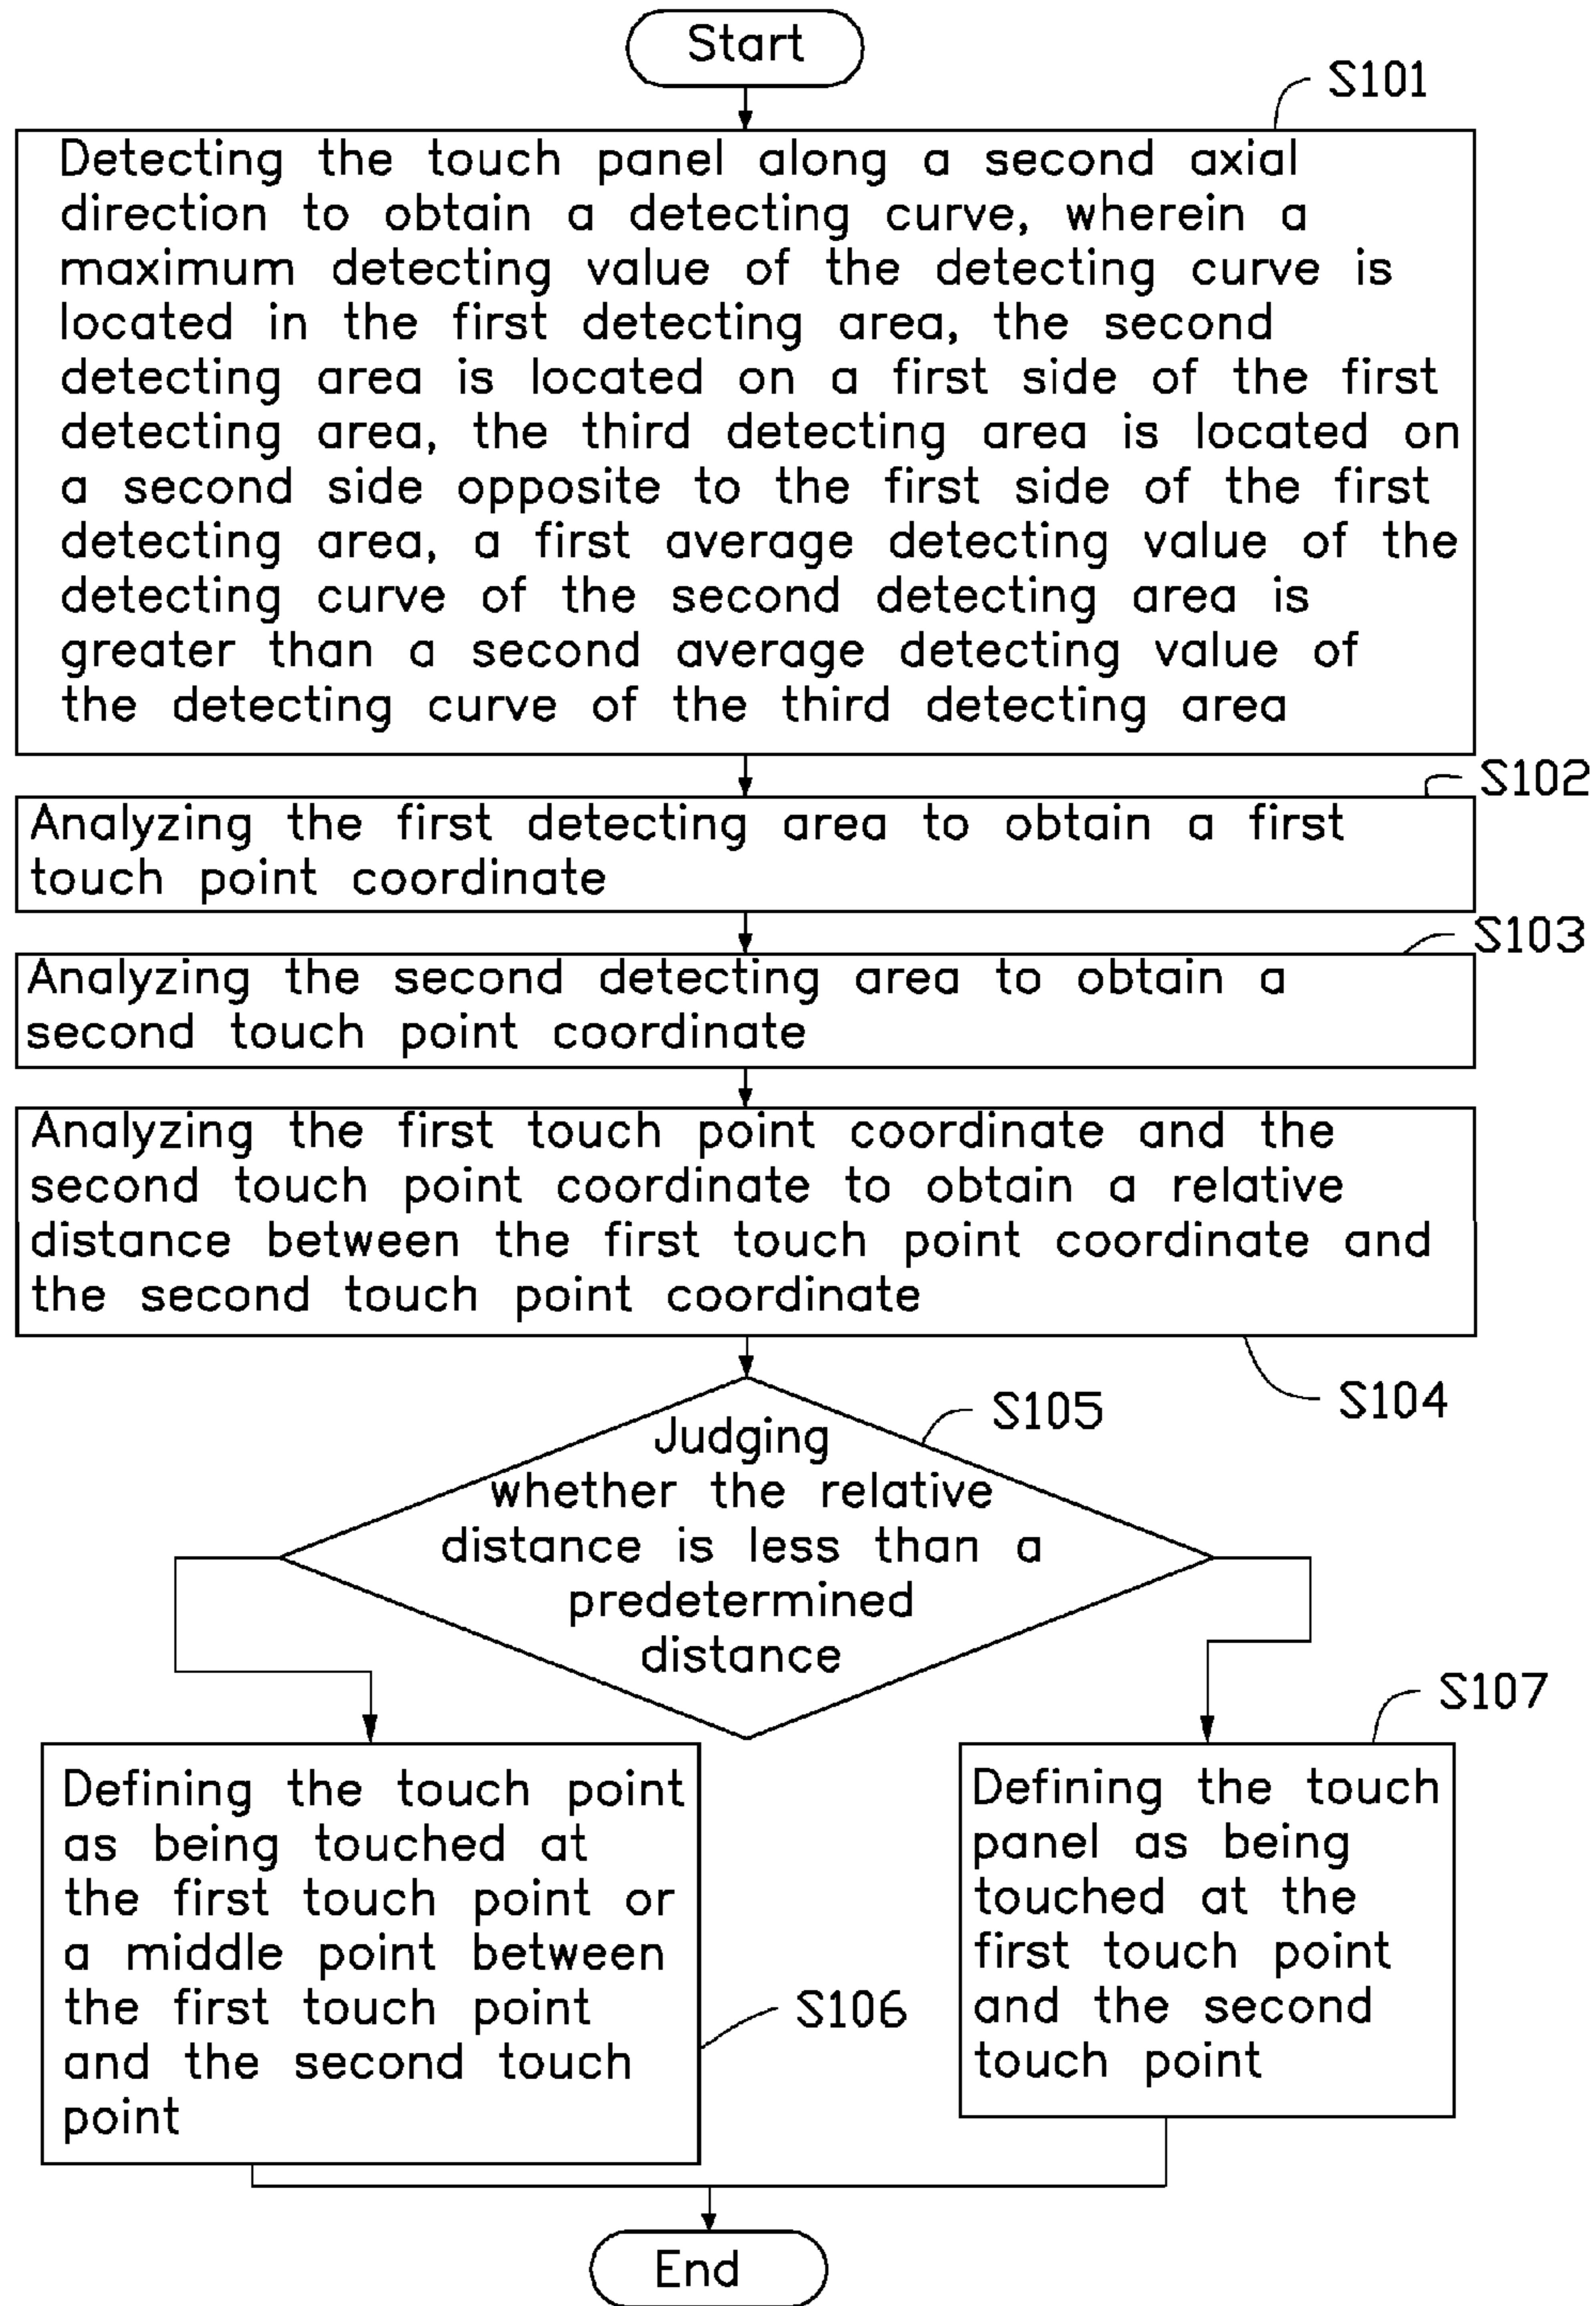 Start
S101
Detecting the touch panel along a second axial
direction to obtain a detecting curve, wherein a
maximum detecting value of the detecting curve is
located in the first detecting area, the second
detecting area is located on a first side of the first
detecting area, the third detecting area is located on
a second side opposite to the first side of the first
detecting area, a first average detecting value of the
detecting curve of the second detecting area is
greater than a second average detecting value of
the detecting curve of the third detecting area
S102
Analyzing the first detecting area to obtain a first
touch point coordinate
S103
Analyzing the second detecting area to obtain a
second touch point coordinate
Analyzing the first touch point coordinate and the
second touch point coordinate to obtain a relative
distance between the first touch point coordinate and
the second touch point coordinate
S104
S105
Judging
whether the relative
distance is less than a
predetermined
distance
Defining the touch point
as being touched at
the first touch point or
a middle point between
the first touch point
and the second touch
point
S106
S107
Defining the touch
panel as being
touched at the
first touch point
and the second
touch point
End